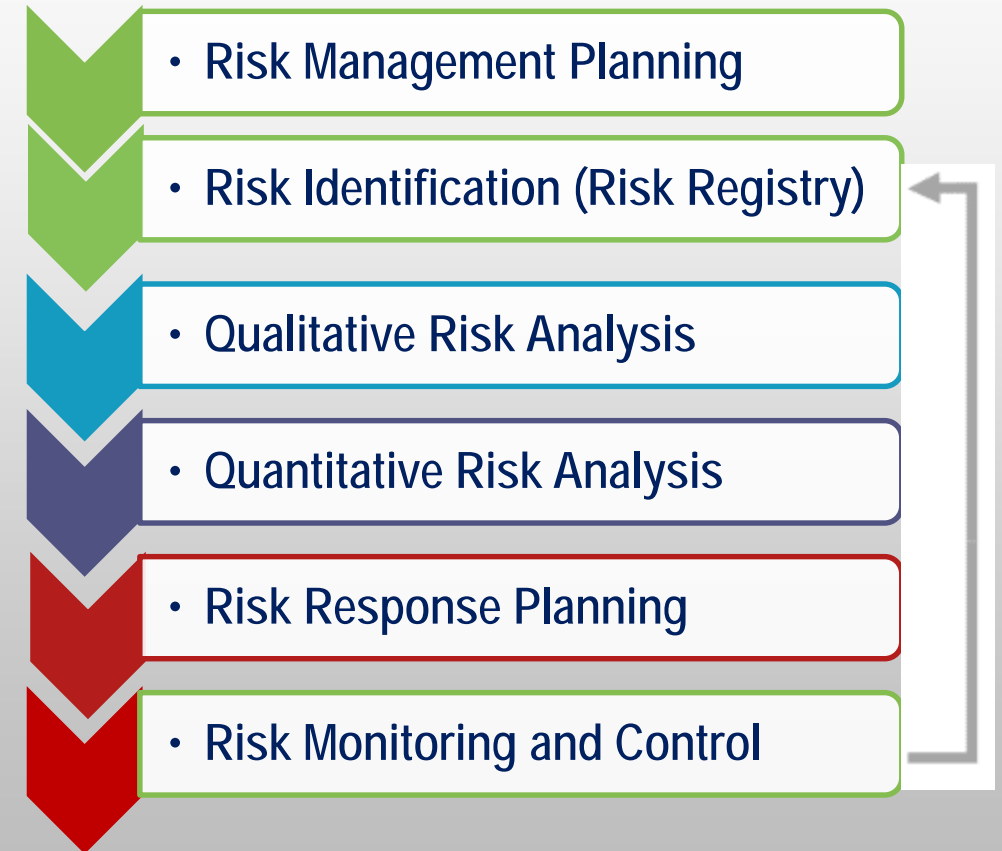 • Risk Management Planning
• Risk Identification (Risk Registry)
• Qualitative Risk Analysis
• Quantitative Risk Analysis
• Risk Response Planning
• Risk Monitoring and Control